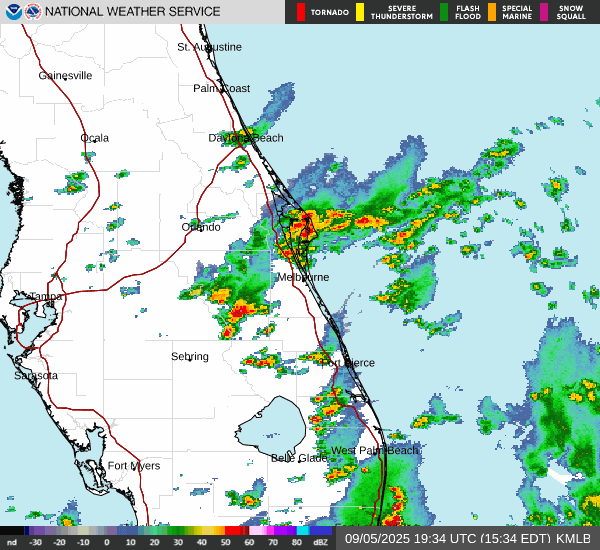 NATIONAL WEATHER SERVICE
TORNADO
SEVERE THUNDERSTORM
FLASH FLOOD
SPECIAL MARINE
SNOW SQUALL
St. Augustine
Gainesville
Palm Coast
Ocala
Daytona Beach
Orlando
Melbourne
Tampa
Sebring
Fort Pierce
Sarasota
West Palm Beach
Belle Glade
Fort Myers
nd -30 -20 -10 0 10 20 30 40 50 60 70 80 dBZ
09/05/2025 19:34 UTC (15:34 EDT) KMLB